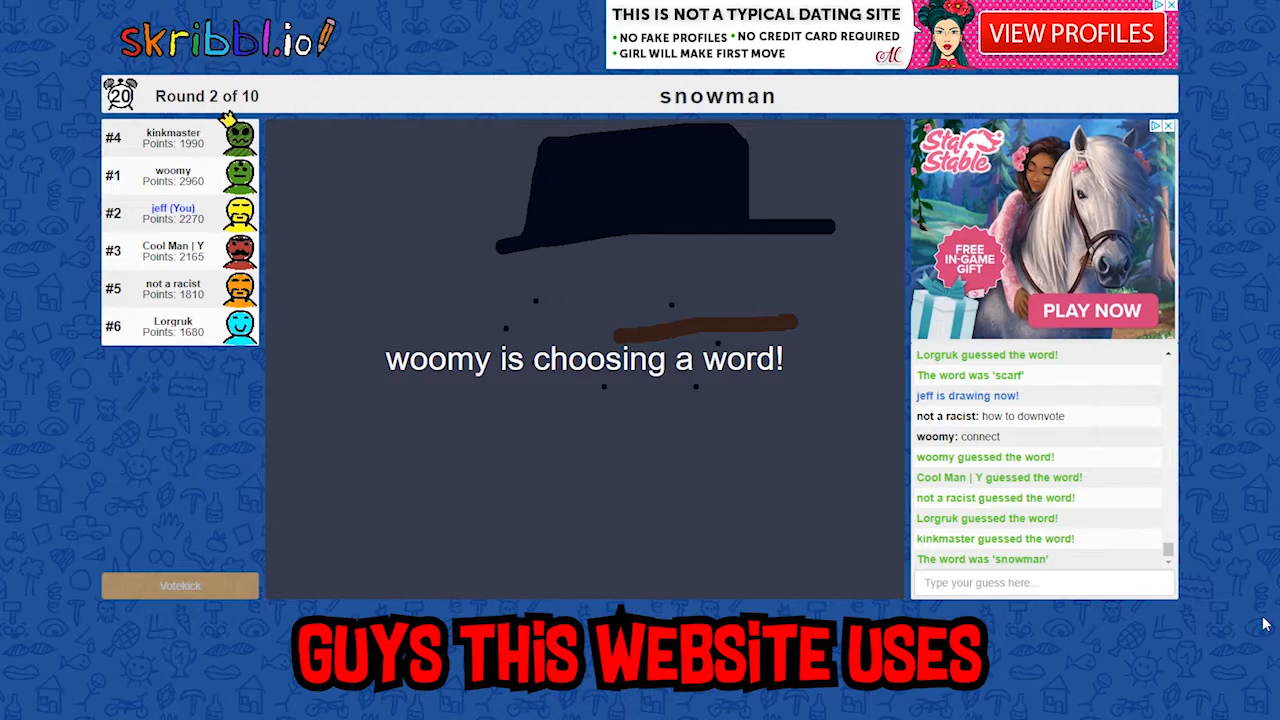 skribbl.io
THIS IS NOT A TYPICAL DATING SITE
• NO FAKE PROFILES • NO CREDIT CARD REQUIRED
• GIRL WILL MAKE FIRST MOVE
VIEW PROFILES
20
Round 2 of 10
snowman
#4
kinkmaster
Points: 1990
#1
woomy
Points: 2960
#2
jeff (You)
Points: 2270
#3
Cool Man | Y
Points: 2165
#5
not a racist
Points: 1810
#6
Lorgruk
Points: 1680
Votekick
woomy is choosing a word!
Star
Stable
FREE
IN-GAME
GIFT
PLAY NOW
Lorgruk guessed the word!
The word was 'scarf'
jeff is drawing now!
not a racist: how to downvote
woomy: connect
woomy guessed the word!
Cool Man | Y guessed the word!
not a racist guessed the word!
Lorgruk guessed the word!
kinkmaster guessed the word!
The word was 'snowman'
Type your guess here...
GUYS THIS WEBSITE USES